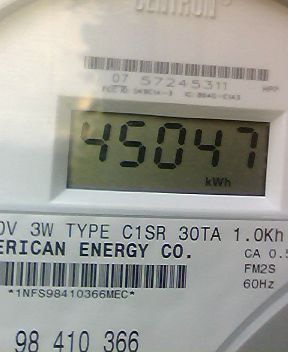 CENTRON®
07 57245311
45047
kWh
0V 3W TYPE C1SR 30TA 1.0Kh
ERICAN ENERGY CO.
CA 0.5
FM2S
60Hz
*1NFS98410366MEC*
98 410 366